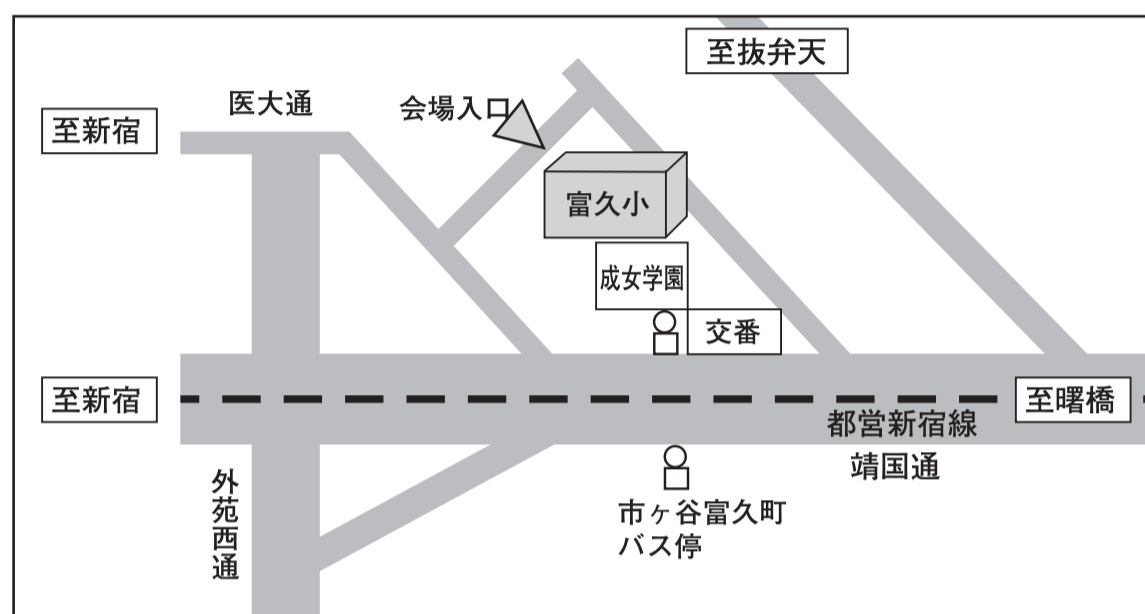 至抜弁天
医大通
会場入口
至新宿
富久小
成女学園
交番
至新宿
至曙橋
都営新宿線
靖国通
外苑西通
市ヶ谷富久町
バス停